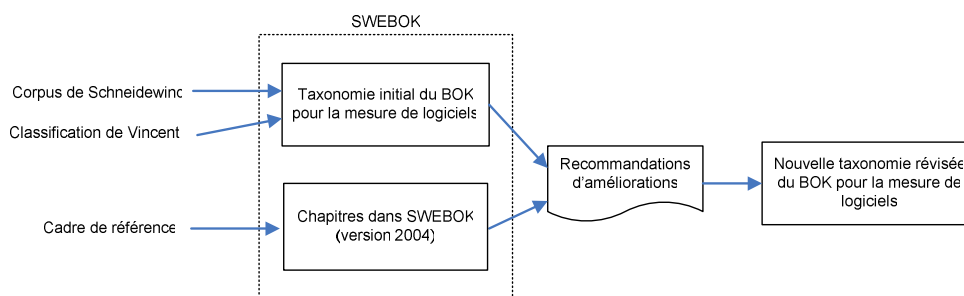 SWEBOK
Corpus de Schneidewind
Classification de Vincent
Taxonomie initial du BOK
pour la mesure de logiciels
Cadre de référence
Chapitres dans SWEBOK
(version 2004)
Recommandations
d'améliorations
Nouvelle taxonomie révisée
du BOK pour la mesure de
logiciels